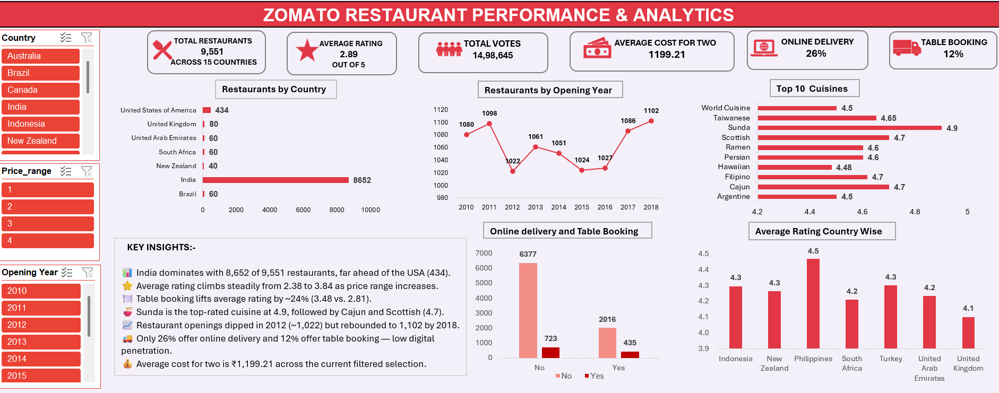 ZOMATO RESTAURANT PERFORMANCE & ANALYTICS
Country
Australia
Brazil
Canada
India
Indonesia
New Zealand
Price_range
1
2
3
4
Opening Year
2010
2011
2012
2013
2014
2015
TOTAL RESTAURANTS
9,551
ACROSS 15 COUNTRIES
AVERAGE RATING
2.89
OUT OF 5
TOTAL VOTES
14,98,645
AVERAGE COST FOR TWO
1199.21
ONLINE DELIVERY
26%
TABLE BOOKING
12%
Restaurants by Country
United States of America 434
United Kingdom 80
United Arab Emirates 60
South Africa 60
New Zealand 40
India 8652
Brazil 60
0 2000 4000 6000 8000 10000
Restaurants by Opening Year
1120
1100
1080
1060
1040
1020
1000
980
1080 1098 1022 1061 1051 1024 1027 1086 1102
2010 2011 2012 2013 2014 2015 2016 2017 2018
Top 10 Cuisines
World Cuisine 4.5
Taiwanese 4.65
Sunda 4.9
Scottish 4.7
Ramen 4.6
Persian 4.6
Hawaiian 4.48
Filipino 4.7
Cajun 4.7
Argentine 4.5
4.2 4.4 4.6 4.8 5
KEY INSIGHTS:-
India dominates with 8,652 of 9,551 restaurants, far ahead of the USA (434).
Average rating climbs steadily from 2.38 to 3.84 as price range increases.
Table booking lifts average rating by ~24% (3.48 vs. 2.81).
Sunda is the top-rated cuisine at 4.9, followed by Cajun and Scottish (4.7).
Restaurant openings dipped in 2012 (~1,022) but rebounded to 1,102 by 2018.
Only 26% offer online delivery and 12% offer table booking — low digital
penetration.
Average cost for two is ₹1,199.21 across the current filtered selection.
Online delivery and Table Booking
7000
6000
5000
4000
3000
2000
1000
0
6377 723 2016 435
No Yes
No Yes
Average Rating Country Wise
4.5
4.4
4.3
4.2
4.1
4.0
3.9
4.3 4.3 4.5 4.2 4.3 4.2 4.1
Indonesia New Zealand Philippines South Africa Turkey United Arab Emirates United Kingdom